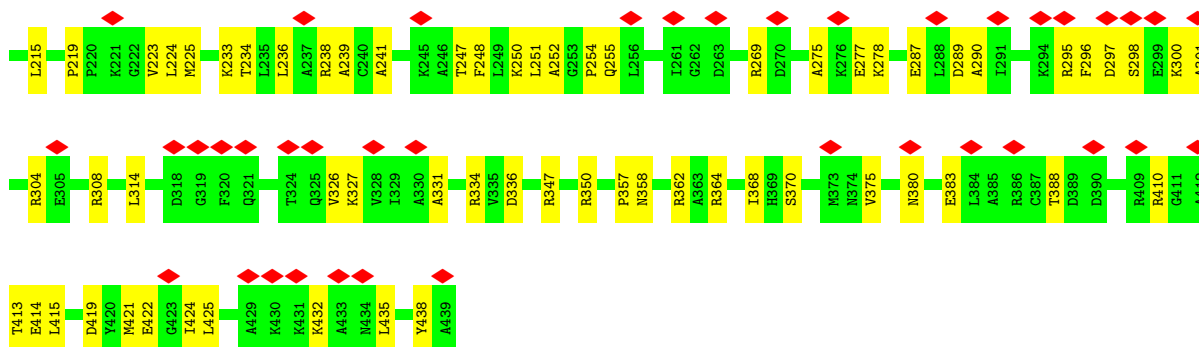 L215 P219 P220 K221 G222 V223 L224 M225 K233 T234 L235 L236 A237 R238 A239 C240 A241 K245 A246 T247 F248 L249 K250 L251 A252 G253 P254 Q255 L256 I261 G262 D263 R269 D270 A275 K276 E277 K278 E287 L288 D289 A290 I291 K294 R295 F296 D297 S298 E299 K300
R304 E305 R308 L314 D318 G319 F320 Q321 T324 Q325 V326 K327 V328 I329 A330 A331 R334 V335 D336 R347 R350 P357 N358 R362 A363 R364 I368 H369 S370 M373 N374 V375 N380 E383 L384 A385 R386 C387 T388 D389 D390 R409 R410 G411
T413 E414 L415 D419 Y420 M421 E422 G423 I424 L425 A429 K430 K431 K432 A433 N434 L435 Y438 A439